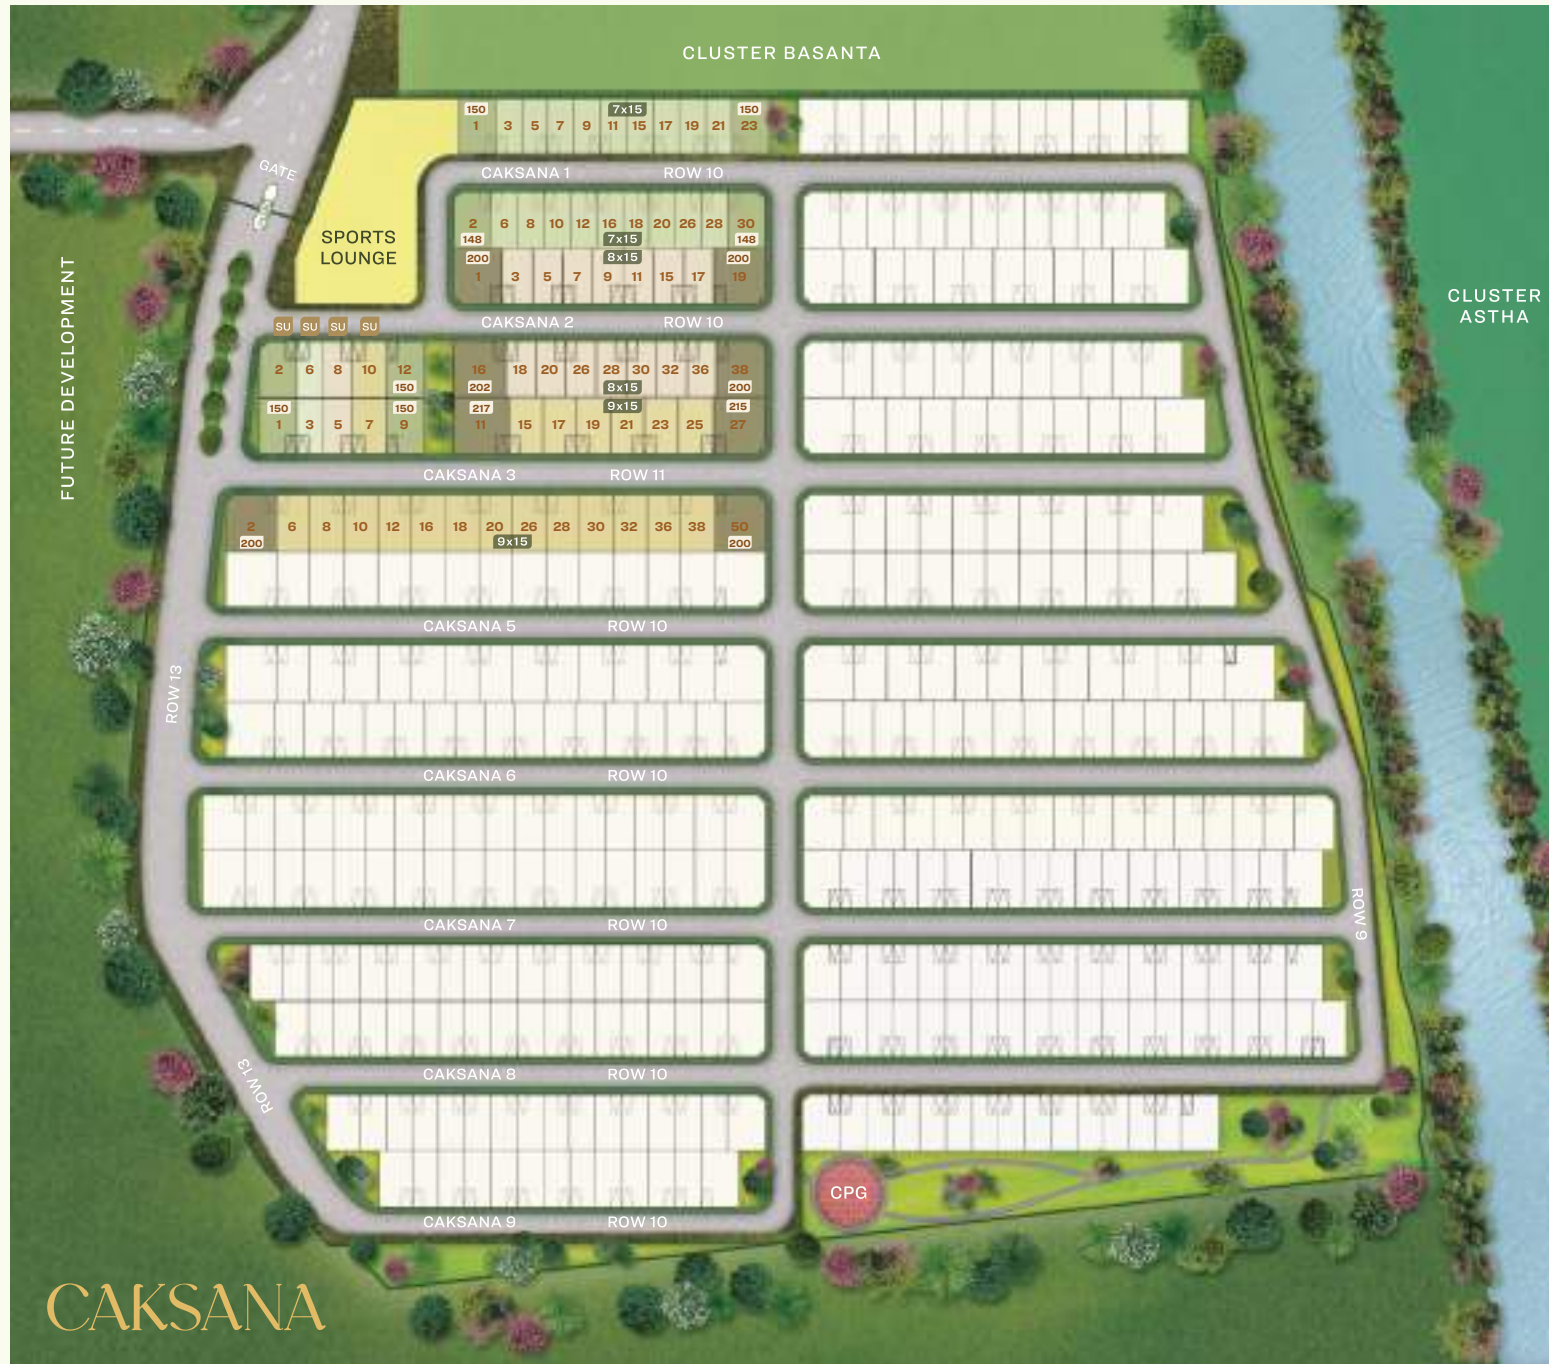 CLUSTER BASANTA
150 7x15 150
1 3 5 7 9 11 15 17 19 21 23
GATE
CAKSANA 1 ROW 10
SPORTS
LOUNGE
2 6 8 10 12 16 18 20 26 28 30
148 7x15 148
200 8x15 200
1 3 5 7 9 11 15 17 19
FUTURE DEVELOPMENT
CLUSTER
ASTHA
CAKSANA 2 ROW 10
SU SU SU SU
2 6 8 10 12 16 18 20 26 28 30 32 36 38
150 202 8x15 200
150 150 217 9x15 215
1 3 5 7 9 11 15 17 19 21 23 25 27
CAKSANA 3 ROW 11
2 6 8 10 12 16 18 20 26 28 30 32 36 38 50
200 9x15 200
CAKSANA 5 ROW 10
ROW 13
CAKSANA 6 ROW 10
ROW 9
CAKSANA 7 ROW 10
ROW 13
CAKSANA 8 ROW 10
CPG
CAKSANA 9 ROW 10
CAKSANA